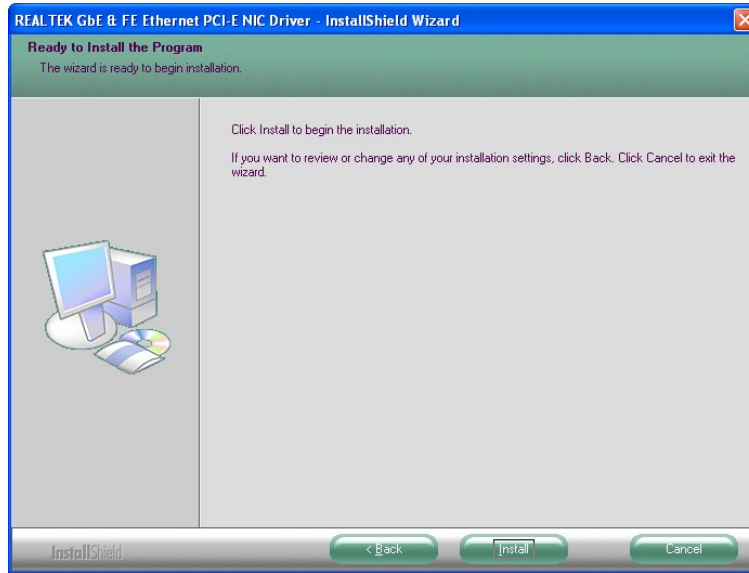 REALTEK GbE & FE Ethernet PCI-E NIC Driver - InstallShield Wizard
Ready to Install the Program
The wizard is ready to begin installation.
Click Install to begin the installation.
If you want to review or change any of your installation settings, click Back. Click Cancel to exit the
wizard.
InstallShield
< Back
Install
Cancel